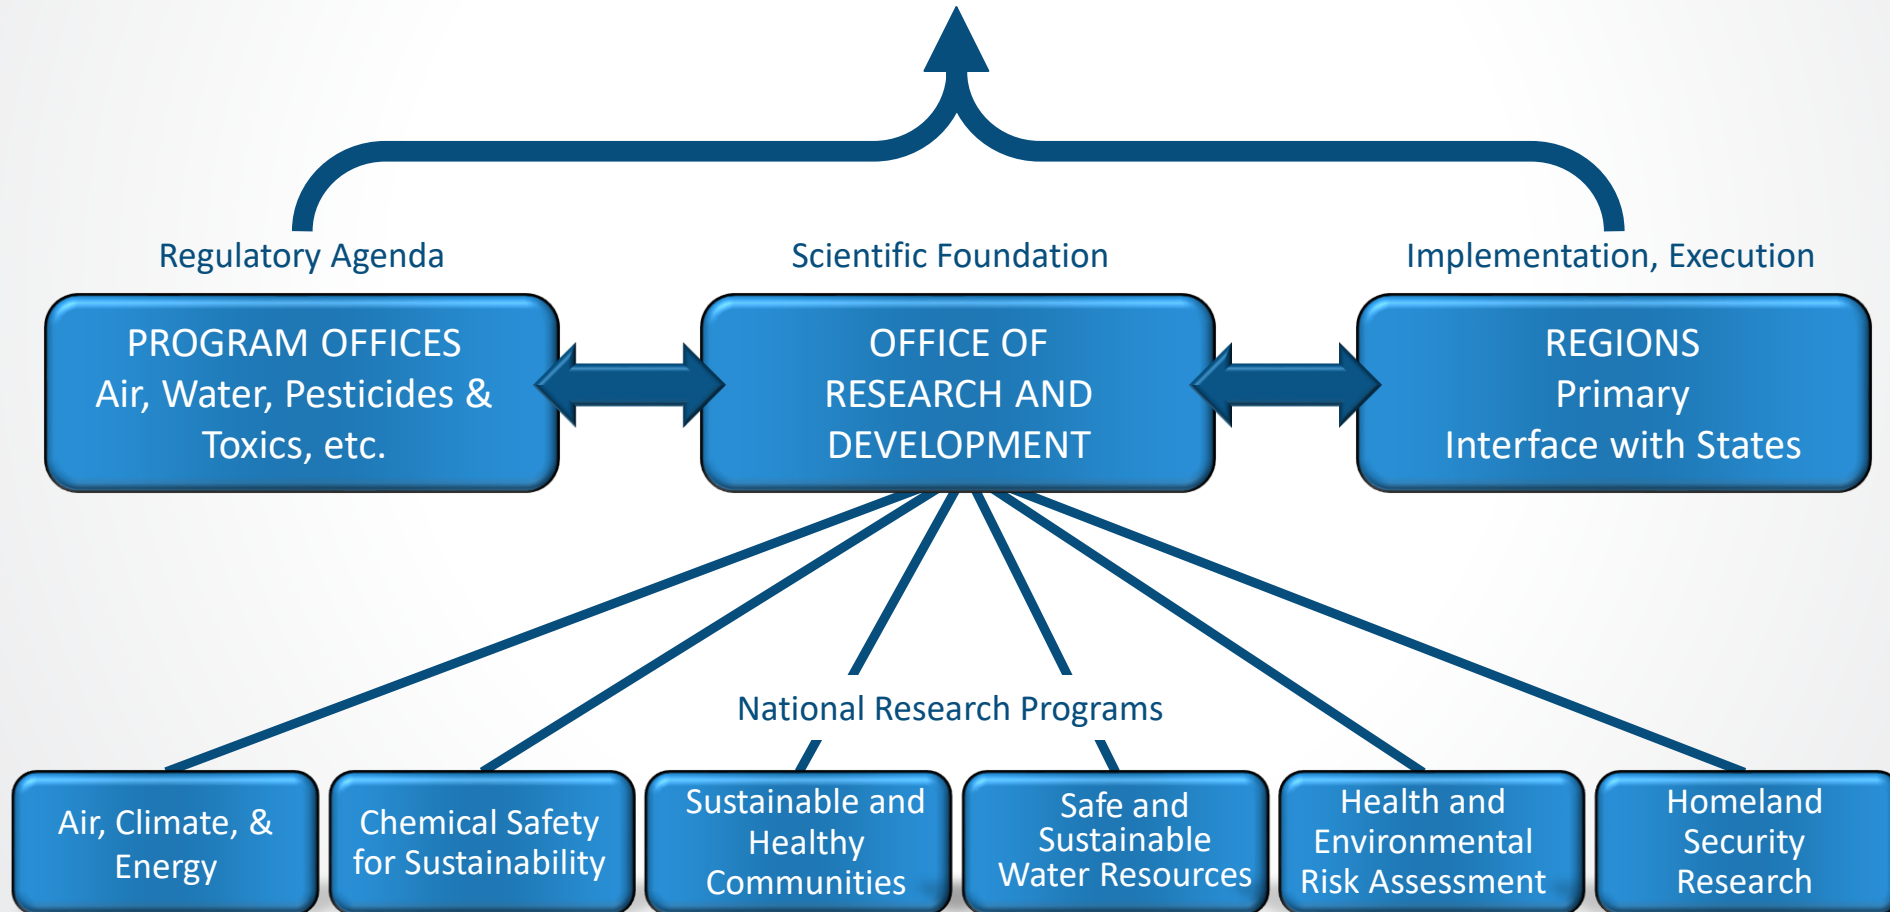 Regulatory Agenda
Scientific Foundation
Implementation, Execution
PROGRAM OFFICES
Air, Water, Pesticides &
Toxics, etc.
OFFICE OF
RESEARCH AND
DEVELOPMENT
REGIONS
Primary
Interface with States
National Research Programs
Air, Climate, &
Energy
Chemical Safety
for Sustainability
Sustainable and
Healthy
Communities
Safe and
Sustainable
Water Resources
Health and
Environmental
Risk Assessment
Homeland
Security
Research